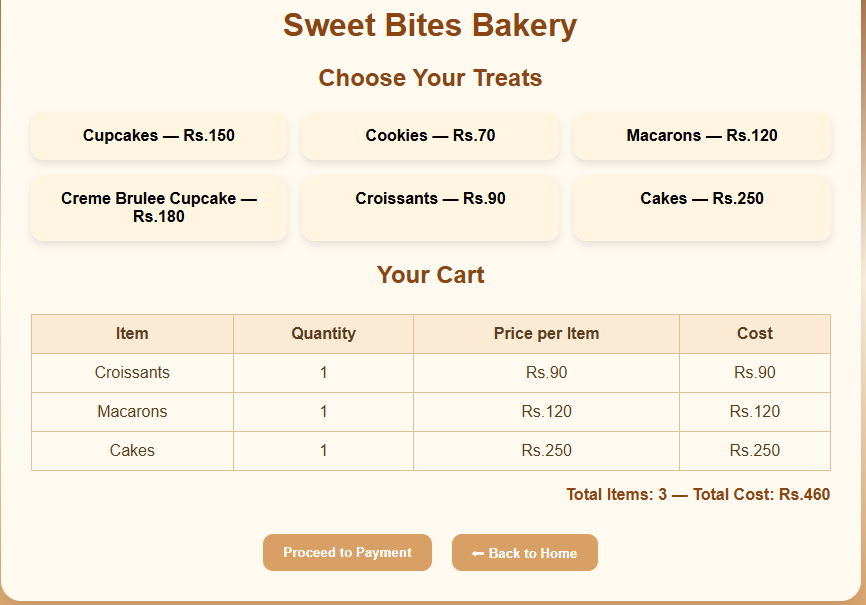 Sweet Bites Bakery
Choose Your Treats
Cupcakes — Rs.150
Cookies — Rs.70
Macarons — Rs.120
Creme Brulee Cupcake —
Rs.180
Croissants — Rs.90
Cakes — Rs.250
Your Cart
Item Quantity Price per Item Cost
Croissants 1 Rs.90 Rs.90
Macarons 1 Rs.120 Rs.120
Cakes 1 Rs.250 Rs.250
Total Items: 3 — Total Cost: Rs.460
Proceed to Payment
⬅ Back to Home